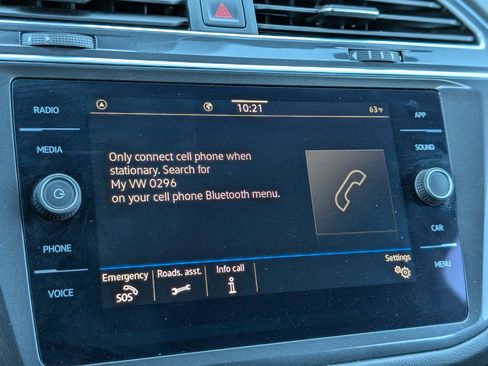 RADIO
MEDIA
PHONE
VOICE
10:21
63°F
Only connect cell phone when
stationary. Search for
My VW 0296
on your cell phone Bluetooth menu.
Emergency
SOS
Roads. asst.
Info call
Settings
APP
SOUND
CAR
MENU